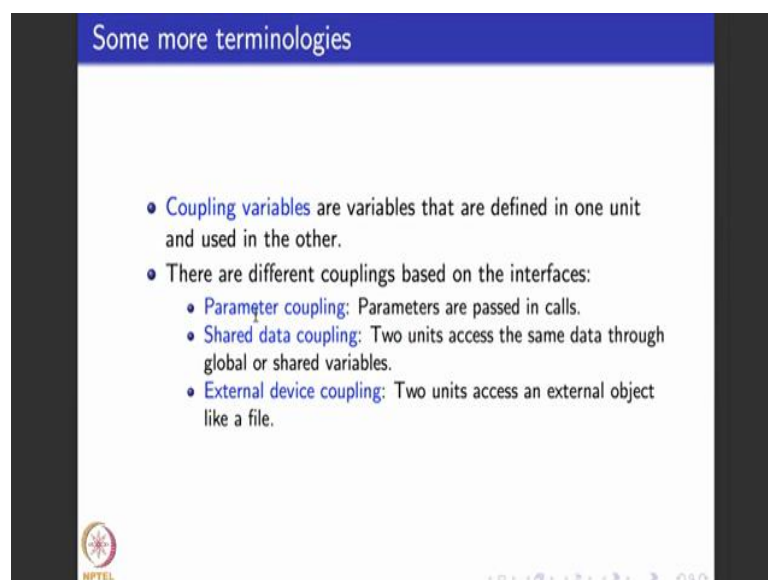 Some more terminologies
• Coupling variables are variables that are defined in one unit
and used in the other.
• There are different couplings based on the interfaces:
• Parameter coupling: Parameters are passed in calls.
• Shared data coupling: Two units access the same data through
global or shared variables.
• External device coupling: Two units access an external object
like a file.
NPTEL